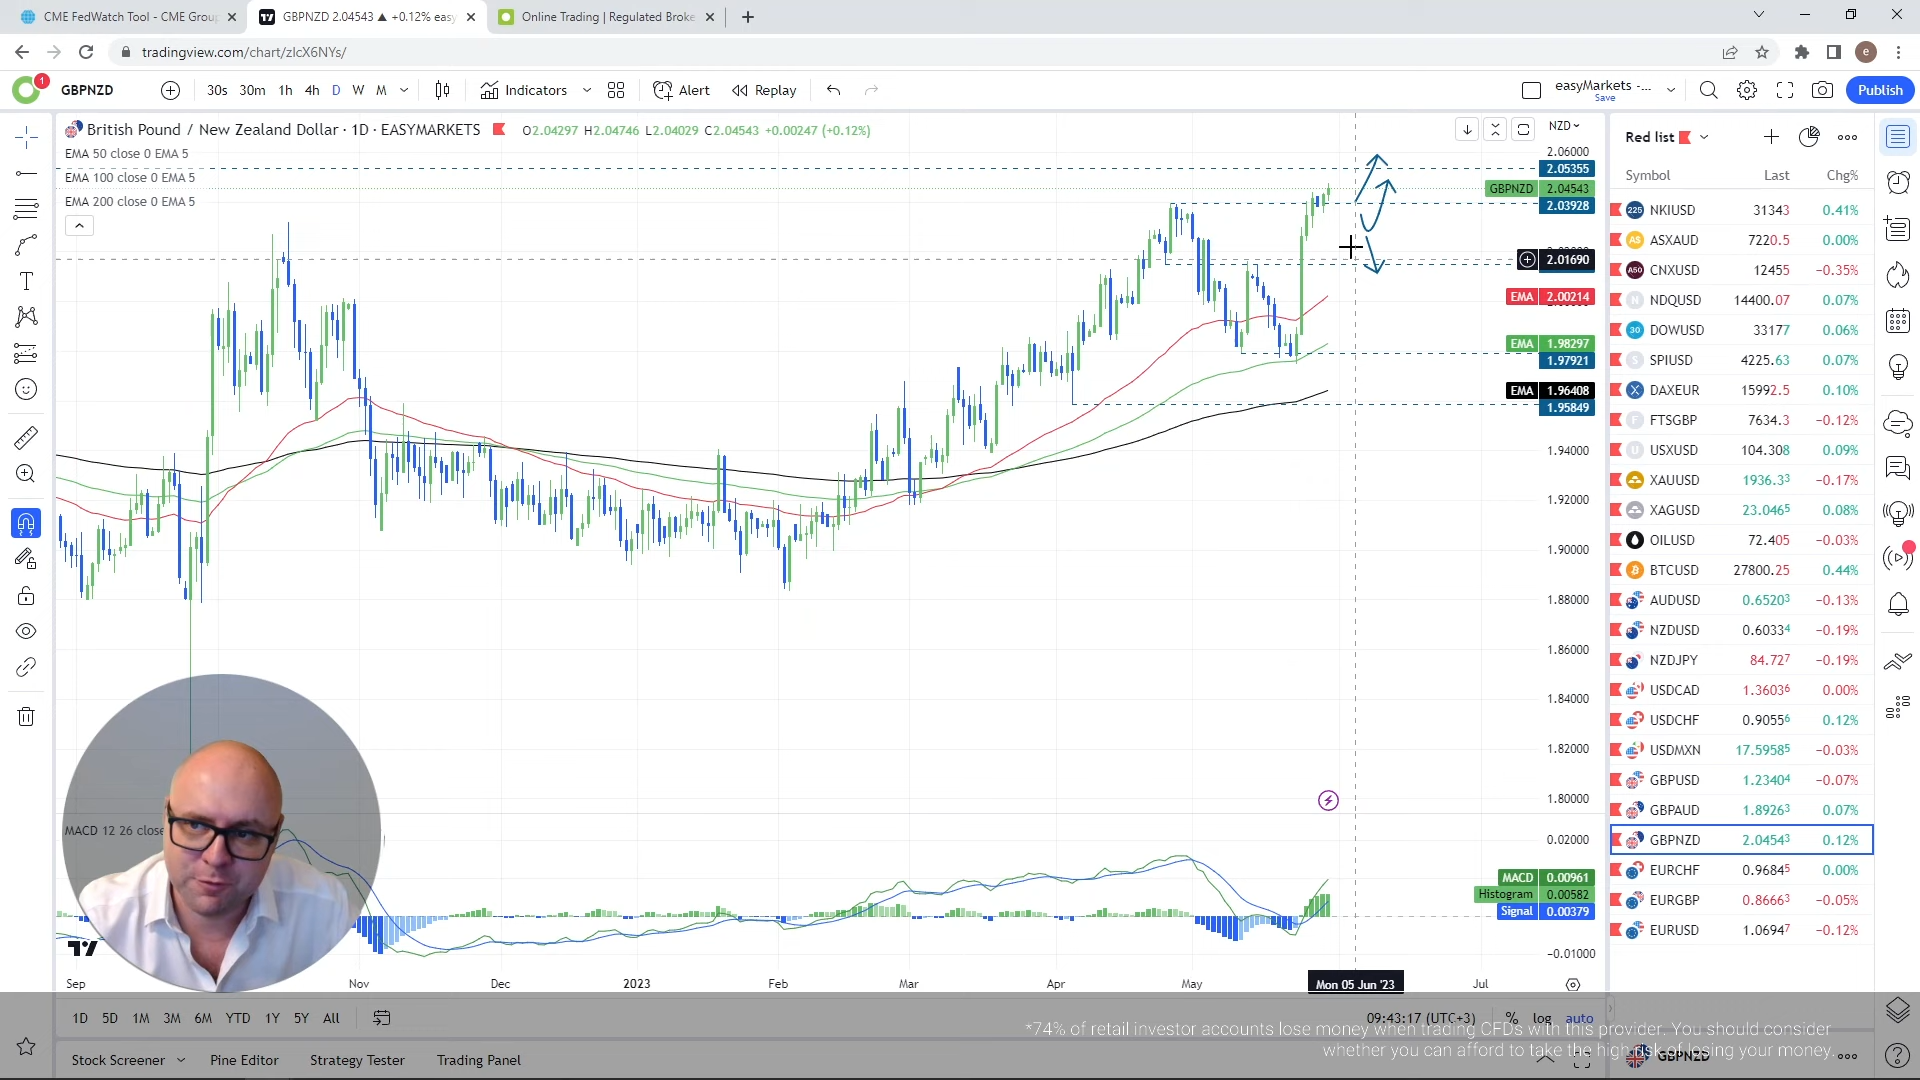 CME FedWatch Tool - CME Group
GBPNZD 2.04543 ▲ +0.12% easy
Online Trading | Regulated Broke
tradingview.com/chart/zlcX6NYs/
e
1
GBPNZD
30s 30m 1h 4h D W M
Indicators
Alert
Replay
easyMarkets -...
Save
Publish
British Pound / New Zealand Dollar · 1D · EASYMARKETS
O2.04297 H2.04746 L2.04029 C2.04543 +0.00247 (+0.12%)
EMA 50 close 0 EMA 5
EMA 100 close 0 EMA 5
EMA 200 close 0 EMA 5
NZD
2.06000
2.05355
GBPNZD 2.04543
2.03928
2.01690
EMA 2.00214
EMA 1.98297
1.97921
EMA 1.96408
1.95849
1.94000
1.92000
1.90000
1.88000
1.86000
1.84000
1.82000
1.80000
MACD 12 26 close
0.02000
MACD 0.00961
Histogram 0.00582
Signal 0.00379
−0.01000
Sep Nov Dec 2023 Feb Mar Apr May Mon 05 Jun '23 Jul
1D 5D 1M 3M 6M YTD 1Y 5Y All
09:43:17 (UTC+3) % log auto
Stock Screener Pine Editor Strategy Tester Trading Panel
Red list
Symbol Last Chg%
NKIUSD 31343 0.41%
ASXAUD 7220.5 0.00%
CNXUSD 12455 −0.35%
NDQUSD 14400.07 0.07%
DOWUSD 33177 0.06%
SPIUSD 4225.63 0.07%
DAXEUR 15992.5 0.10%
FTSGBP 7634.3 −0.12%
USXUSD 104.308 0.09%
XAUUSD 1936.33 −0.17%
XAGUSD 23.0465 0.08%
OILUSD 72.405 −0.03%
BTCUSD 27800.25 0.44%
AUDUSD 0.65203 −0.13%
NZDUSD 0.60334 −0.19%
NZDJPY 84.727 −0.19%
USDCAD 1.36036 0.00%
USDCHF 0.90556 0.12%
USDMXN 17.59585 −0.03%
GBPUSD 1.23404 −0.07%
GBPAUD 1.89263 0.07%
GBPNZD 2.04543 0.12%
EURCHF 0.96845 0.00%
EURGBP 0.86663 −0.05%
EURUSD 1.06947 −0.12%
GBPNZD
*74% of retail investor accounts lose money when trading CFDs with this provider. You should consider
whether you can afford to take the high risk of losing your money.